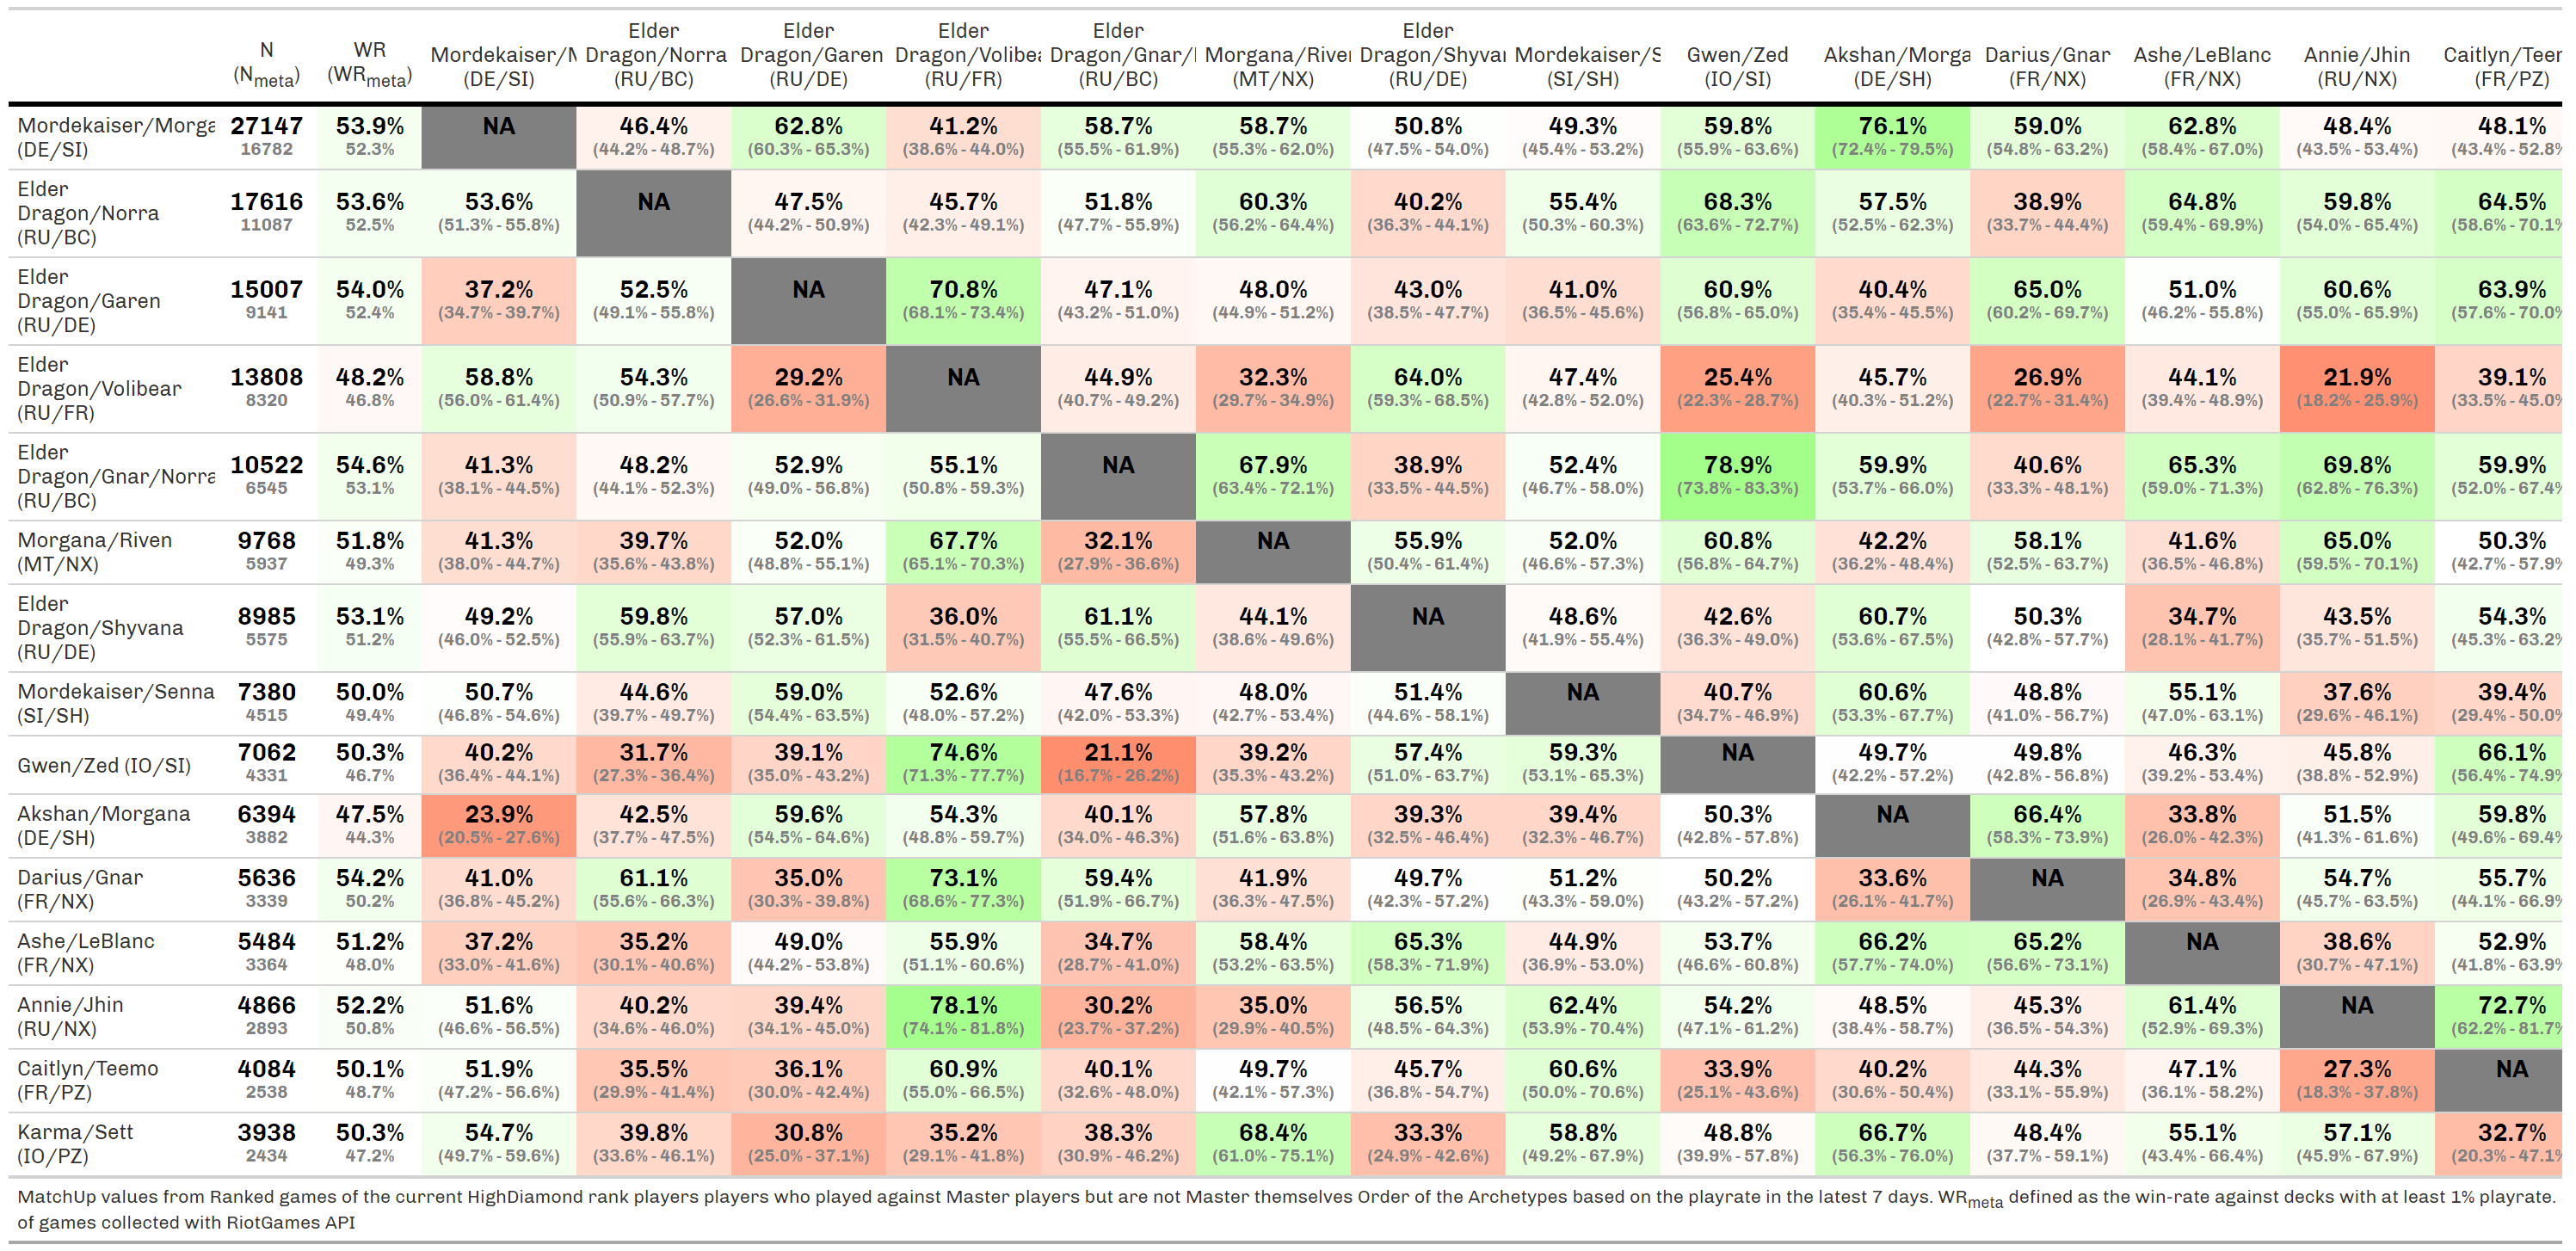 N (N_meta) WR (WR_meta) Mordekaiser/M (DE/SI) Elder Dragon/Norra (RU/BC) Elder Dragon/Garen (RU/DE) Elder Dragon/Volibea (RU/FR) Elder Dragon/Gnar/ (RU/BC) Morgana/Riven (MT/NX) Elder Dragon/Shyvar (RU/DE) Mordekaiser/S (SI/SH) Gwen/Zed (IO/SI) Akshan/Morga (DE/SH) Darius/Gnar (FR/NX) Ashe/LeBlanc (FR/NX) Annie/Jhin (RU/NX) Caitlyn/Teer (FR/PZ)
Mordekaiser/Morga 27147 53.9% NA 46.4% 62.8% 41.2% 58.7% 58.7% 50.8% 49.3% 59.8% 76.1% 59.0% 62.8% 48.4% 48.1%
(DE/SI) 16782 52.3% (44.2% - 48.7%) (60.3% - 65.3%) (38.6% - 44.0%) (55.5% - 61.9%) (55.3% - 62.0%) (47.5% - 54.0%) (45.4% - 53.2%) (55.9% - 63.6%) (72.4% - 79.5%) (54.8% - 63.2%) (58.4% - 67.0%) (43.5% - 53.4%) (43.4% - 52.8%
Elder
Dragon/Norra 17616 53.6% 53.6% NA 47.5% 45.7% 51.8% 60.3% 40.2% 55.4% 68.3% 57.5% 38.9% 64.8% 59.8% 64.5%
(RU/BC) 11087 52.5% (51.3% - 55.8%) (44.2% - 50.9%) (42.3% - 49.1%) (47.7% - 55.9%) (56.2% - 64.4%) (36.3% - 44.1%) (50.3% - 60.3%) (63.6% - 72.7%) (52.5% - 62.3%) (33.7% - 44.4%) (59.4% - 69.9%) (54.0% - 65.4%) (58.6% - 70.1%
Elder
Dragon/Garen 15007 54.0% 37.2% 52.5% NA 70.8% 47.1% 48.0% 43.0% 41.0% 60.9% 40.4% 65.0% 51.0% 60.6% 63.9%
(RU/DE) 9141 52.4% (34.7% - 39.7%) (49.1% - 55.8%) (68.1% - 73.4%) (43.2% - 51.0%) (44.9% - 51.2%) (38.5% - 47.7%) (36.5% - 45.6%) (56.8% - 65.0%) (35.4% - 45.5%) (60.2% - 69.7%) (46.2% - 55.8%) (55.0% - 65.9%) (57.6% - 70.0%
Elder
Dragon/Volibear 13808 48.2% 58.8% 54.3% 29.2% NA 44.9% 32.3% 64.0% 47.4% 25.4% 45.7% 26.9% 44.1% 21.9% 39.1%
(RU/FR) 8320 46.8% (56.0% - 61.4%) (50.9% - 57.7%) (26.6% - 31.9%) (40.7% - 49.2%) (29.7% - 34.9%) (59.3% - 68.5%) (42.8% - 52.0%) (22.3% - 28.7%) (40.3% - 51.2%) (22.7% - 31.4%) (39.4% - 48.9%) (18.2% - 25.9%) (33.5% - 45.0%
Elder
Dragon/Gnar/Norra 10522 54.6% 41.3% 48.2% 52.9% 55.1% NA 67.9% 38.9% 52.4% 78.9% 59.9% 40.6% 65.3% 69.8% 59.9%
(RU/BC) 6545 53.1% (38.1% - 44.5%) (44.1% - 52.3%) (49.0% - 56.8%) (50.8% - 59.3%) (63.4% - 72.1%) (33.5% - 44.5%) (46.7% - 58.0%) (73.8% - 83.3%) (53.7% - 66.0%) (33.3% - 48.1%) (59.0% - 71.3%) (62.8% - 76.3%) (52.0% - 67.4%
Morgana/Riven 9768 51.8% 41.3% 39.7% 52.0% 67.7% 32.1% NA 55.9% 52.0% 60.8% 42.2% 58.1% 41.6% 65.0% 50.3%
(MT/NX) 5937 49.3% (38.0% - 44.7%) (35.6% - 43.8%) (48.8% - 55.1%) (65.1% - 70.3%) (27.9% - 36.6%) (50.4% - 61.4%) (46.6% - 57.3%) (56.8% - 64.7%) (36.2% - 48.4%) (52.5% - 63.7%) (36.5% - 46.8%) (59.5% - 70.1%) (42.7% - 57.9%
Elder
Dragon/Shyvana 8985 53.1% 49.2% 59.8% 57.0% 36.0% 61.1% 44.1% NA 48.6% 42.6% 60.7% 50.3% 34.7% 43.5% 54.3%
(RU/DE) 5575 51.2% (46.0% - 52.5%) (55.9% - 63.7%) (52.3% - 61.5%) (31.5% - 40.7%) (55.5% - 66.5%) (38.6% - 49.6%) (41.9% - 55.4%) (36.3% - 49.0%) (53.6% - 67.5%) (42.8% - 57.7%) (28.1% - 41.7%) (35.7% - 51.5%) (45.3% - 63.2%
Mordekaiser/Senna 7380 50.0% 50.7% 44.6% 59.0% 52.6% 47.6% 48.0% 51.4% NA 40.7% 60.6% 48.8% 55.1% 37.6% 39.4%
(SI/SH) 4515 49.4% (46.8% - 54.6%) (39.7% - 49.7%) (54.4% - 63.5%) (48.0% - 57.2%) (42.0% - 53.3%) (42.7% - 53.4%) (44.6% - 58.1%) (34.7% - 46.9%) (53.3% - 67.7%) (41.0% - 56.7%) (47.0% - 63.1%) (29.6% - 46.1%) (29.4% - 50.0%
Gwen/Zed (IO/SI) 7062 50.3% 40.2% 31.7% 39.1% 74.6% 21.1% 39.2% 57.4% 59.3% NA 49.7% 49.8% 46.3% 45.8% 66.1%
4331 46.7% (36.4% - 44.1%) (27.3% - 36.4%) (35.0% - 43.2%) (71.3% - 77.7%) (16.7% - 26.2%) (35.3% - 43.2%) (51.0% - 63.7%) (53.1% - 65.3%) (42.2% - 57.2%) (42.8% - 56.8%) (39.2% - 53.4%) (38.8% - 52.9%) (56.4% - 74.9%
Akshan/Morgana 6394 47.5% 23.9% 42.5% 59.6% 54.3% 40.1% 57.8% 39.3% 39.4% 50.3% NA 66.4% 33.8% 51.5% 59.8%
(DE/SH) 3882 44.3% (20.5% - 27.6%) (37.7% - 47.5%) (54.5% - 64.6%) (48.8% - 59.7%) (34.0% - 46.3%) (51.6% - 63.8%) (32.5% - 46.4%) (32.3% - 46.7%) (42.8% - 57.8%) (58.3% - 73.9%) (26.0% - 42.3%) (41.3% - 61.6%) (49.6% - 69.4%
Darius/Gnar 5636 54.2% 41.0% 61.1% 35.0% 73.1% 59.4% 41.9% 49.7% 51.2% 50.2% 33.6% NA 34.8% 54.7% 55.7%
(FR/NX) 3339 50.2% (36.8% - 45.2%) (55.6% - 66.3%) (30.3% - 39.8%) (68.6% - 77.3%) (51.9% - 66.7%) (36.3% - 47.5%) (42.3% - 57.2%) (43.3% - 59.0%) (43.2% - 57.2%) (26.1% - 41.7%) (26.9% - 43.4%) (45.7% - 63.5%) (44.1% - 66.9%
Ashe/LeBlanc 5484 51.2% 37.2% 35.2% 49.0% 55.9% 34.7% 58.4% 65.3% 44.9% 53.7% 66.2% 65.2% NA 38.6% 52.9%
(FR/NX) 3364 48.0% (33.0% - 41.6%) (30.1% - 40.6%) (44.2% - 53.8%) (51.1% - 60.6%) (28.7% - 41.0%) (53.2% - 63.5%) (58.3% - 71.9%) (36.9% - 53.0%) (46.6% - 60.8%) (57.7% - 74.0%) (56.6% - 73.1%) (30.7% - 47.1%) (41.8% - 63.9%
Annie/Jhin 4866 52.2% 51.6% 40.2% 39.4% 78.1% 30.2% 35.0% 56.5% 62.4% 54.2% 48.5% 45.3% 61.4% NA 72.7%
(RU/NX) 2893 50.8% (46.6% - 56.5%) (34.6% - 46.0%) (34.1% - 45.0%) (74.1% - 81.8%) (23.7% - 37.2%) (29.9% - 40.5%) (48.5% - 64.3%) (53.9% - 70.4%) (47.1% - 61.2%) (38.4% - 58.7%) (36.5% - 54.3%) (52.9% - 69.3%) (62.2% - 81.7%
Caitlyn/Teemo 4084 50.1% 51.9% 35.5% 36.1% 60.9% 40.1% 49.7% 45.7% 60.6% 33.9% 40.2% 44.3% 47.1% 27.3% NA
(FR/PZ) 2538 48.7% (47.2% - 56.6%) (29.9% - 41.4%) (30.0% - 42.4%) (55.0% - 66.5%) (32.6% - 48.0%) (42.1% - 57.3%) (36.8% - 54.7%) (50.0% - 70.6%) (25.1% - 43.6%) (30.6% - 50.4%) (33.1% - 55.9%) (36.1% - 58.2%) (18.3% - 37.8%)
Karma/Sett 3938 50.3% 54.7% 39.8% 30.8% 35.2% 38.3% 68.4% 33.3% 58.8% 48.8% 66.7% 48.4% 55.1% 57.1% 32.7%
(IO/PZ) 2434 47.2% (49.7% - 59.6%) (33.6% - 46.1%) (25.0% - 37.1%) (29.1% - 41.8%) (30.9% - 46.2%) (61.0% - 75.1%) (24.9% - 42.6%) (49.2% - 67.9%) (39.9% - 57.8%) (56.3% - 76.0%) (37.7% - 59.1%) (43.4% - 66.4%) (45.9% - 67.9%) (20.3% - 47.1%
MatchUp values from Ranked games of the current HighDiamond rank players players who played against Master players but are not Master themselves Order of the Archetypes based on the playrate in the latest 7 days. WR_meta defined as the win-rate against decks with at least 1% playrate.
of games collected with RiotGames API